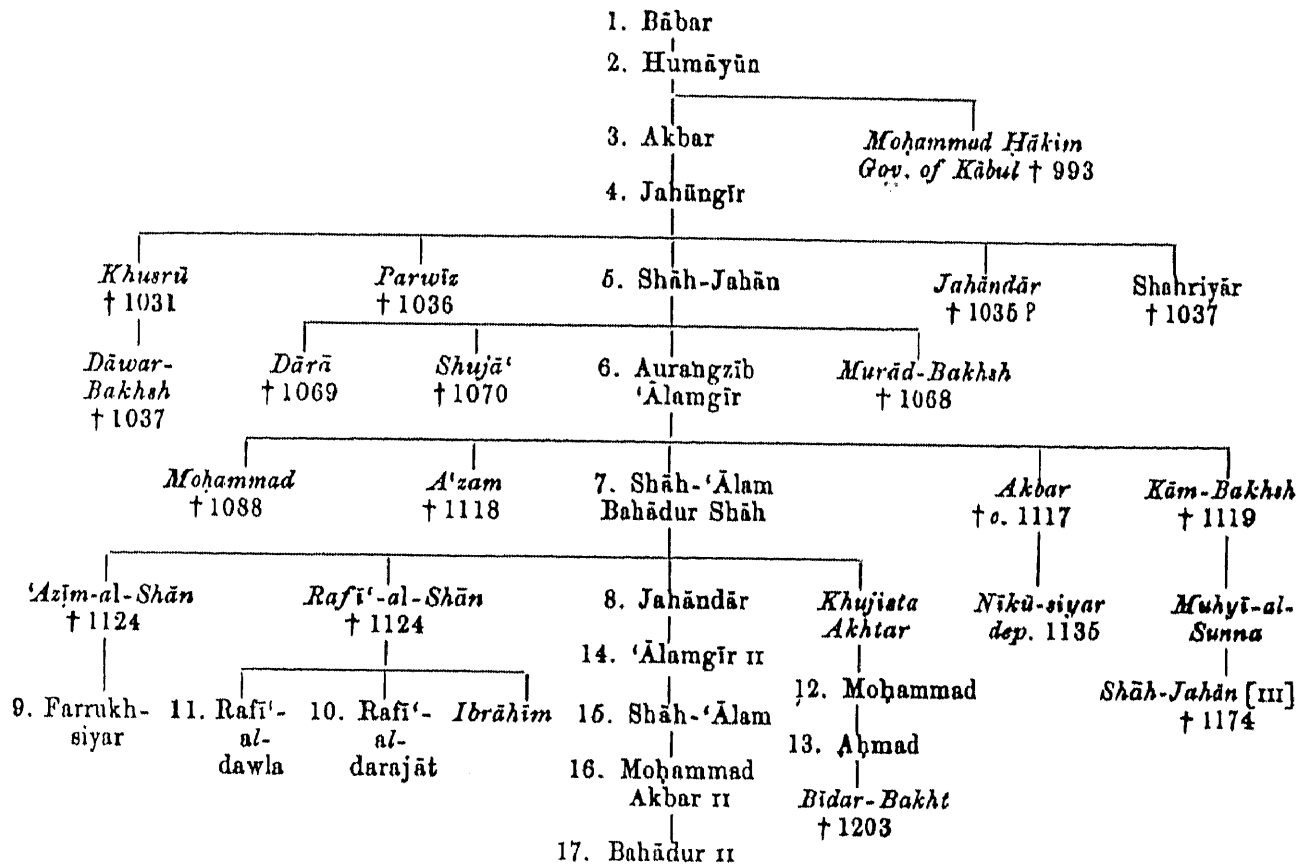 1. Bābar
2. Humāyūn
3. Akbar
Moḥammad Ḥākim
Gov. of Kābul † 993
4. Jahūngīr
Khusrū
† 1031
Parwīz
† 1036
5. Shāh-Jahān
Jahāndār
† 1035 ?
Shahriyār
† 1037
Dāwar-
Bakhsh
† 1037
Dārā
† 1069
Shujā‘
† 1070
6. Aurangzīb
‘Ālamgīr
Murād-Bakhsh
† 1068
Moḥammad
† 1088
A‘zam
† 1118
7. Shāh-‘Ālam
Bahādur Shāh
Akbar
† c. 1117
Kām-Bakhsh
† 1119
‘Aẓīm-al-Shān
† 1124
Rafī‘-al-Shān
† 1124
8. Jahāndār
Khujista
Akhtar
Nīkū-siyar
dep. 1135
Muhyī-al-
Sunna
14. ‘Ālamgīr II
9. Farrukh-
siyar
11. Rafī‘-
al-
dawla
10. Rafī‘-
al-
darajāt
Ibrāhīm
15. Shāh-‘Ālam
12. Moḥammad
Shāh-Jahān [III]
† 1174
13. Aḥmad
16. Moḥammad
Akbar II
Bīdar-Bakht
† 1203
17. Bahādur II